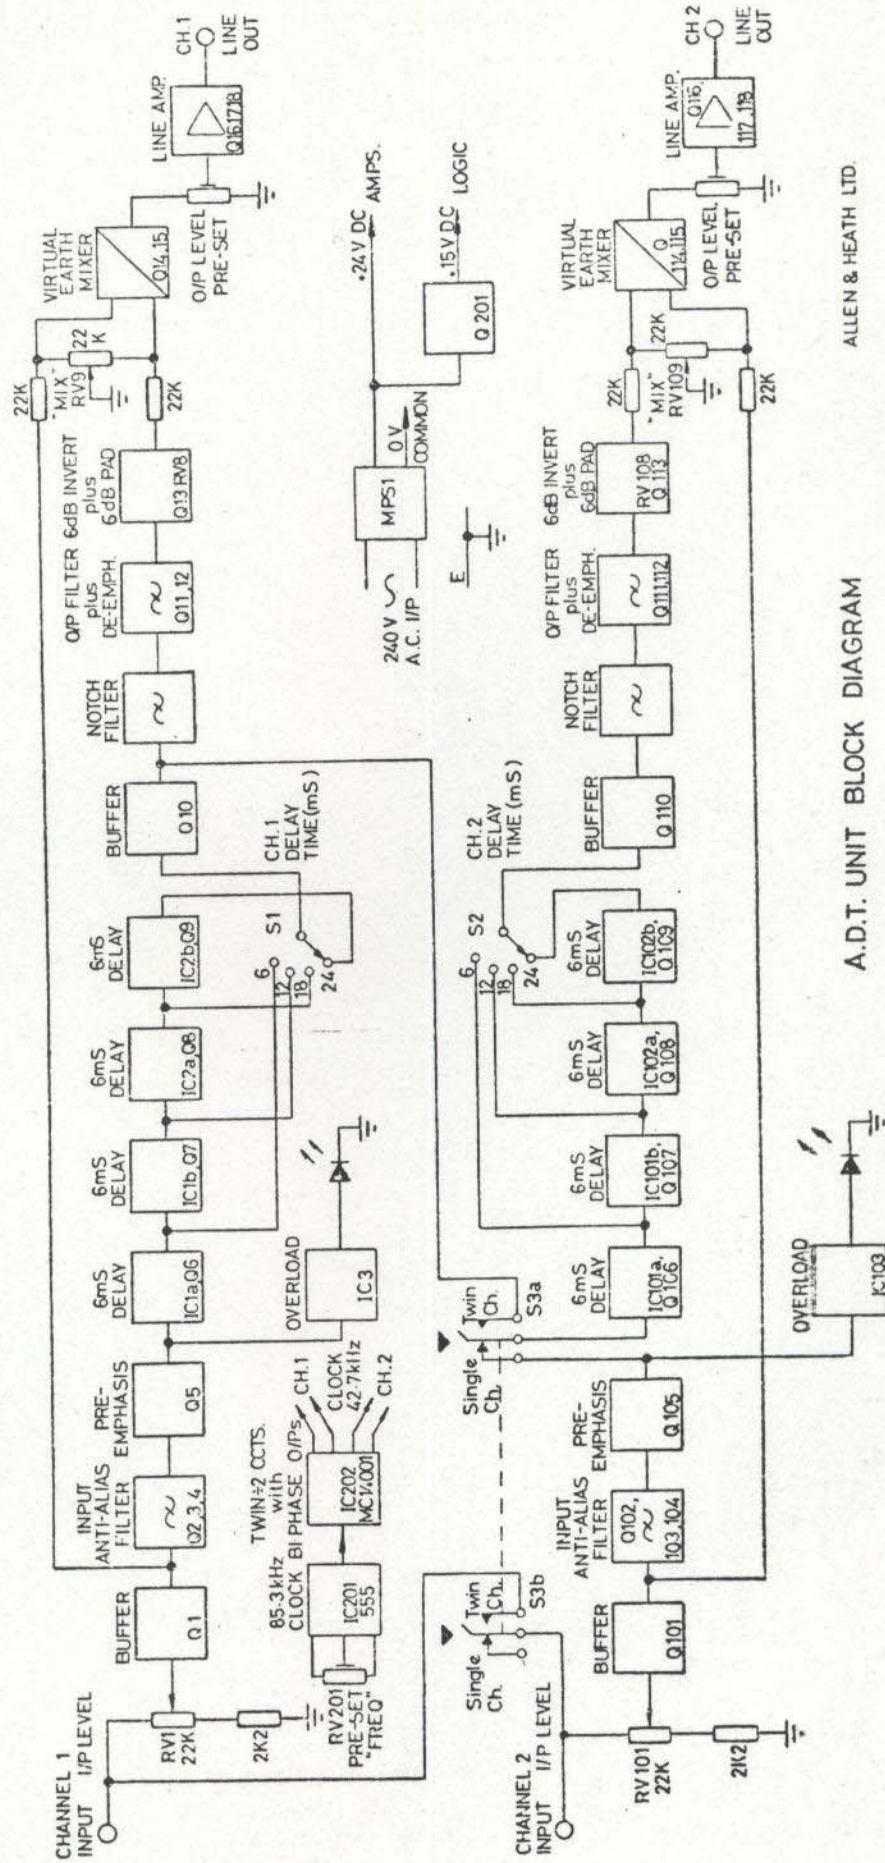 CHANNEL 1
INPUT I/P LEVEL
RV1
22K
2K2
BUFFER
Q1
INPUT
ANTI-ALIAS
FILTER
Q2,3,4
PRE-
EMPHASIS
Q5
6mS
DELAY
IC1a,Q6
6mS
DELAY
IC1b,Q7
6mS
DELAY
IC2a,Q8
6mS
DELAY
IC2b,Q9
BUFFER
Q10
NOTCH
FILTER
O/P FILTER
plus
DE-EMPH.
Q11,12
6dB INVERT
plus
6dB PAD
Q13 RV8
22K
"MIX"
RV9
22
K
22K
VIRTUAL
EARTH
MIXER
Q14,15
O/P LEVEL
PRE-SET
LINE AMP.
Q16,17,18
CH.1
LINE
OUT
RV201
PRE-SET
"FREQ"
85·3kHz
CLOCK
IC201
555
TWIN÷2 CCTS.
with
BI PHASE O/Ps
IC202
MC14001
CH.1
CLOCK
42·7kHz
CH.2
OVERLOAD
IC3
6
12
18
24
S1
CH.1
DELAY
TIME(mS)
240V
A.C. I/P
MPS1
0V
COMMON
+24V DC
AMPS.
Q201
+15V DC
LOGIC
E
Single
Ch.
Twin
Ch.
S3b
Single
Ch.
Twin
Ch.
S3a
CHANNEL 2
INPUT I/P LEVEL
RV101
22K
2K2
BUFFER
Q101
INPUT
ANTI-ALIAS
FILTER
Q102,
103,104
PRE-
EMPHASIS
Q105
6mS
DELAY
IC101a,
Q106
6mS
DELAY
IC101b,
Q107
6mS
DELAY
IC102a,
Q108
6mS
DELAY
IC102b,
Q109
6
12
18
24
S2
CH.2
DELAY
TIME (mS)
BUFFER
Q110
NOTCH
FILTER
O/P FILTER
plus
DE-EMPH.
Q111,112
6dB INVERT
plus
6dB PAD
RV108
Q113
22K
"MIX"
RV109
22K
22K
VIRTUAL
EARTH
MIXER
Q
114,115
O/P LEVEL
PRE-SET
LINE AMP.
Q116,
117,118
CH 2
LINE
OUT
OVERLOAD
IC103
A.D.T. UNIT BLOCK DIAGRAM
ALLEN & HEATH LTD.